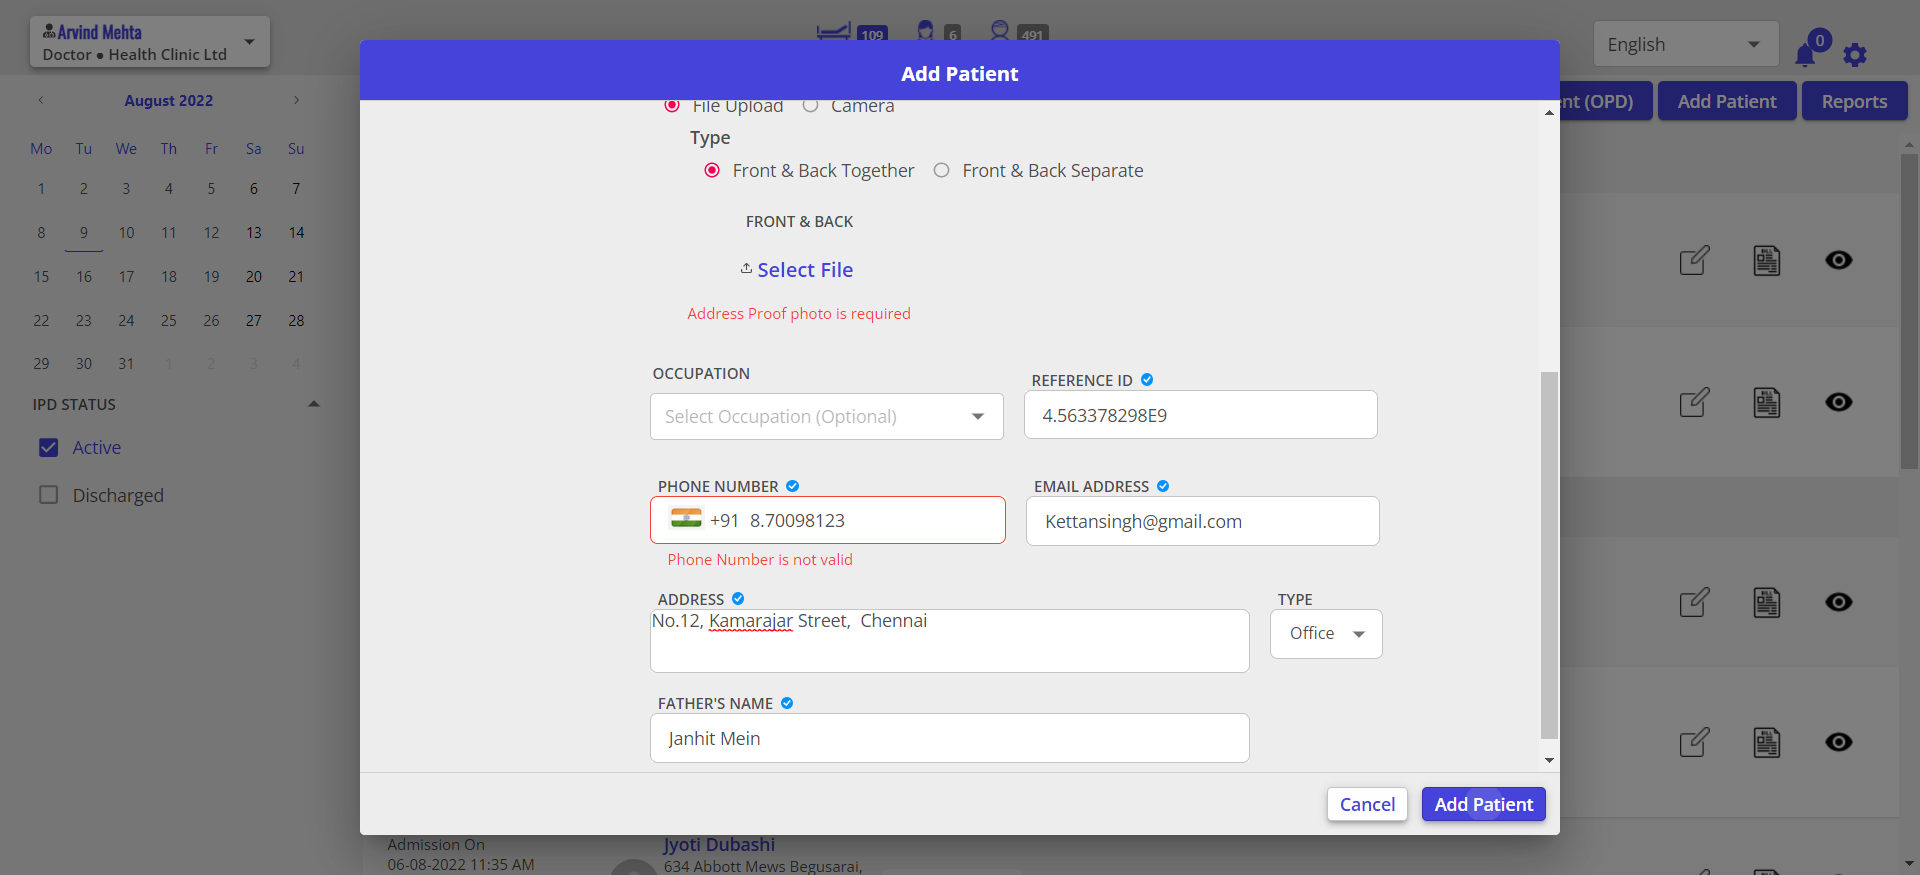 Arvind Mehta
Doctor ● Health Clinic Ltd
109
6
491
English
0
Add Patient
nt (OPD)
Add Patient
Reports
August 2022
Mo Tu We Th Fr Sa Su
1 2 3 4 5 6 7
8 9 10 11 12 13 14
15 16 17 18 19 20 21
22 23 24 25 26 27 28
29 30 31 1 2 3 4
IPD STATUS
Active
Discharged
File Upload Camera
Type
Front & Back Together Front & Back Separate
FRONT & BACK
Select File
Address Proof photo is required
OCCUPATION
Select Occupation (Optional)
REFERENCE ID
4.563378298E9
PHONE NUMBER
+91 8.70098123
Phone Number is not valid
EMAIL ADDRESS
Kettansingh@gmail.com
ADDRESS
No.12, Kamarajar Street,  Chennai
TYPE
Office
FATHER'S NAME
Janhit Mein
Cancel
Add Patient
Admission On
06-08-2022 11:35 AM
Jyoti Dubashi
634 Abbott Mews Begusarai,